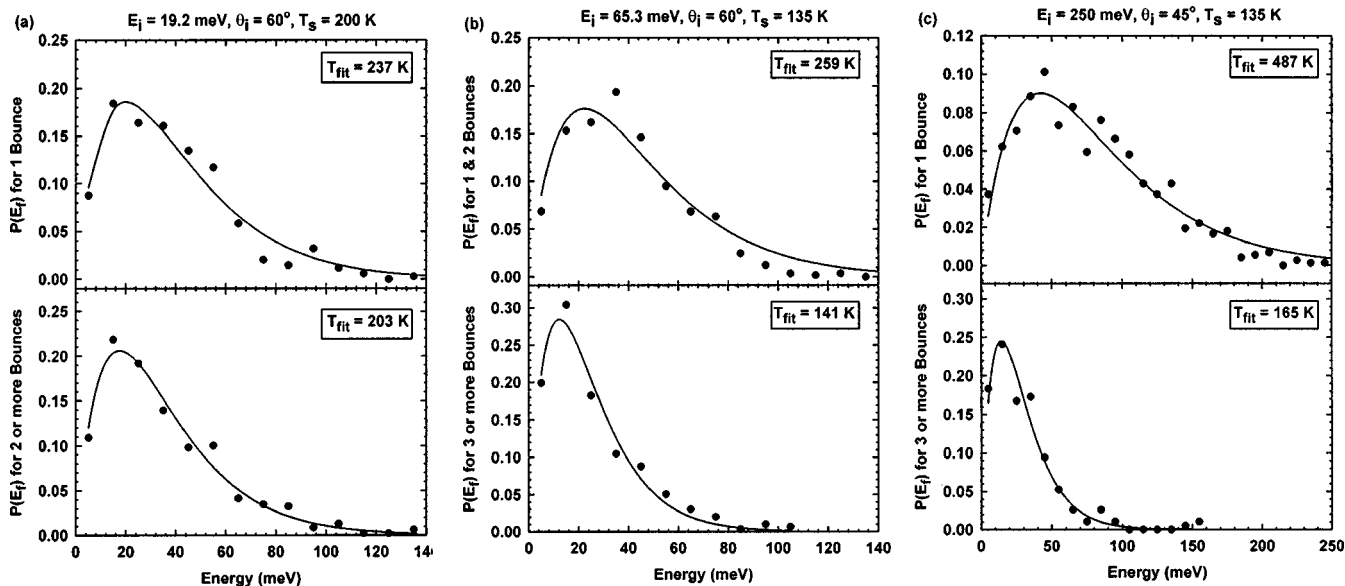 (a)
E_i = 19.2 meV, θ_i = 60°, T_s = 200 K
0.25
0.20
0.15
0.10
0.05
0.00
P(E_f) for 1 Bounce
T_fit = 237 K
0.25
0.20
0.15
0.10
0.05
0.00
P(E_f) for 2 or more Bounces
T_fit = 203 K
0 20 40 60 80 100 120 140
Energy (meV)
(b)
E_i = 65.3 meV, θ_i = 60°, T_s = 135 K
0.25
0.20
0.15
0.10
0.05
0.00
P(E_f) for 1 & 2 Bounces
T_fit = 259 K
0.30
0.25
0.20
0.15
0.10
0.05
0.00
P(E_f) for 3 or more Bounces
T_fit = 141 K
0 20 40 60 80 100 120 140
Energy (meV)
(c)
E_i = 250 meV, θ_i = 45°, T_s = 135 K
0.12
0.10
0.08
0.06
0.04
0.02
0.00
P(E_f) for 1 Bounce
T_fit = 487 K
0.30
0.25
0.20
0.15
0.10
0.05
0.00
P(E_f) for 3 or more Bounces
T_fit = 165 K
0 50 100 150 200 250
Energy (meV)